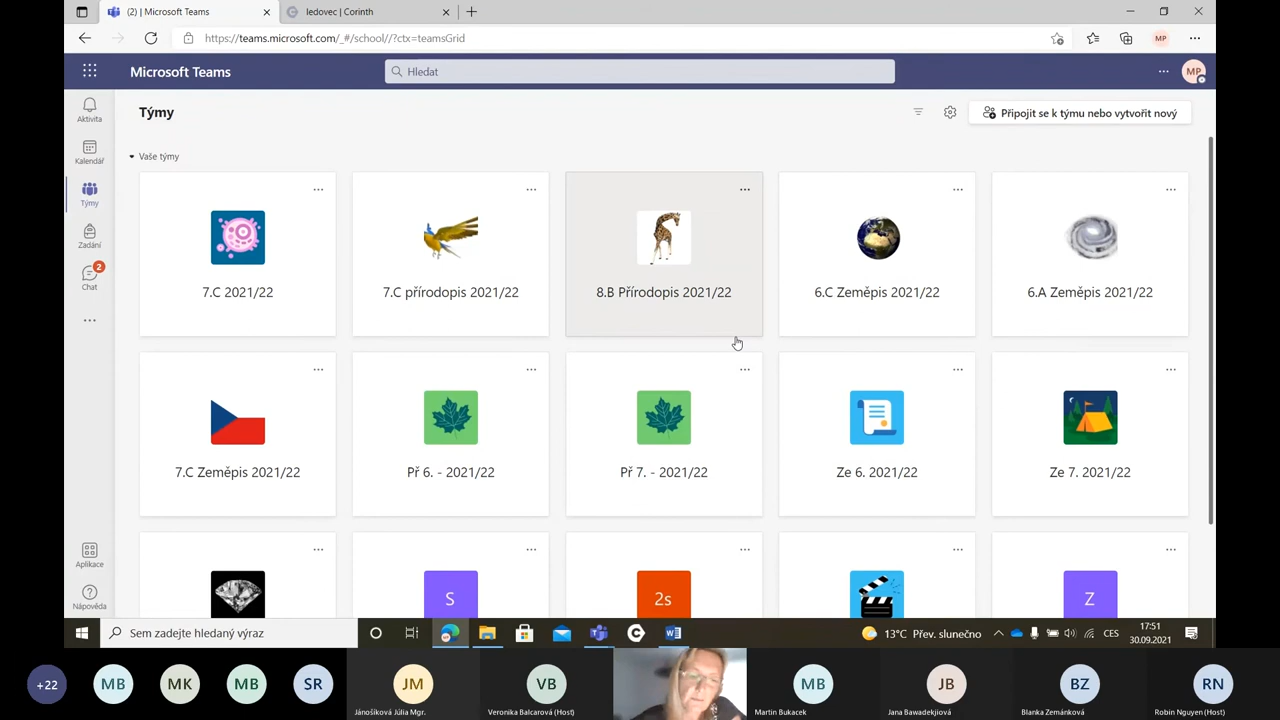 (2) | Microsoft Teams
ledovec | Corinth
https://teams.microsoft.com/_#/school//?ctx=teamsGrid
MP
Microsoft Teams
Hledat
MP
Aktivita
Kalendář
Týmy
Zadání
Chat
2
Aplikace
Nápověda
Týmy
Připojit se k týmu nebo vytvořit nový
Vaše týmy
7.C 2021/22
7.C přírodopis 2021/22
8.B Přírodopis 2021/22
6.C Zeměpis 2021/22
6.A Zeměpis 2021/22
7.C Zeměpis 2021/22
Př 6. - 2021/22
Př 7. - 2021/22
Ze 6. 2021/22
Ze 7. 2021/22
S
2s
Z
Sem zadejte hledaný výraz
13°C Přev. slunečno
CES
17:51
30.09.2021
+22
MB
MK
MB
SR
JM
Jánošíková Júlia Mgr.
VB
Veronika Balcarová (Host)
MB
Martin Bukacek
JB
Jana Bawadekjiová
BZ
Blanka Zemánková
RN
Robin Nguyen (Host)